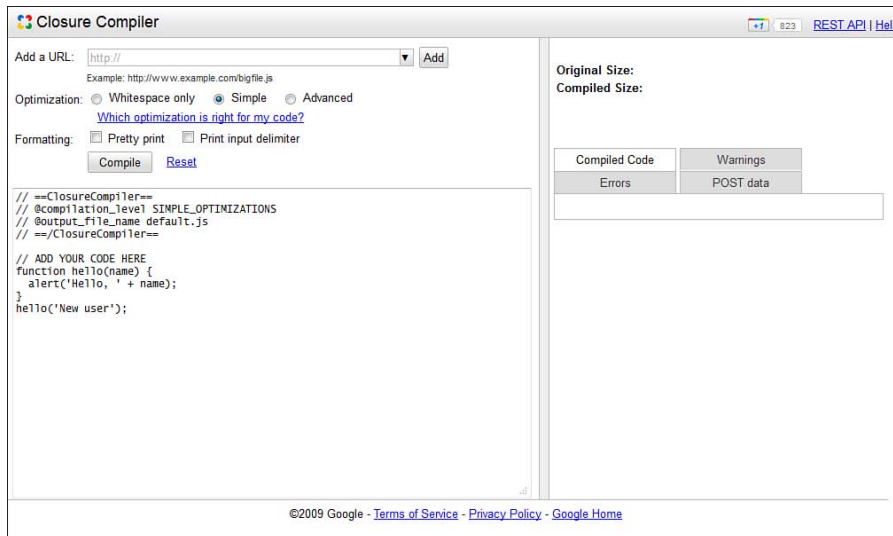 Closure Compiler
+1 823 REST API | Hel
Add a URL: http:// Add
Example: http://www.example.com/bigfile.js
Optimization: Whitespace only Simple Advanced
Which optimization is right for my code?
Formatting: Pretty print Print input delimiter
Compile Reset
// ==ClosureCompiler==
// @compilation_level SIMPLE_OPTIMIZATIONS
// @output_file_name default.js
// ==/ClosureCompiler==
// ADD YOUR CODE HERE
function hello(name) {
  alert('Hello, ' + name);
}
hello('New user');
Original Size:
Compiled Size:
Compiled Code Warnings
Errors POST data
©2009 Google - Terms of Service - Privacy Policy - Google Home